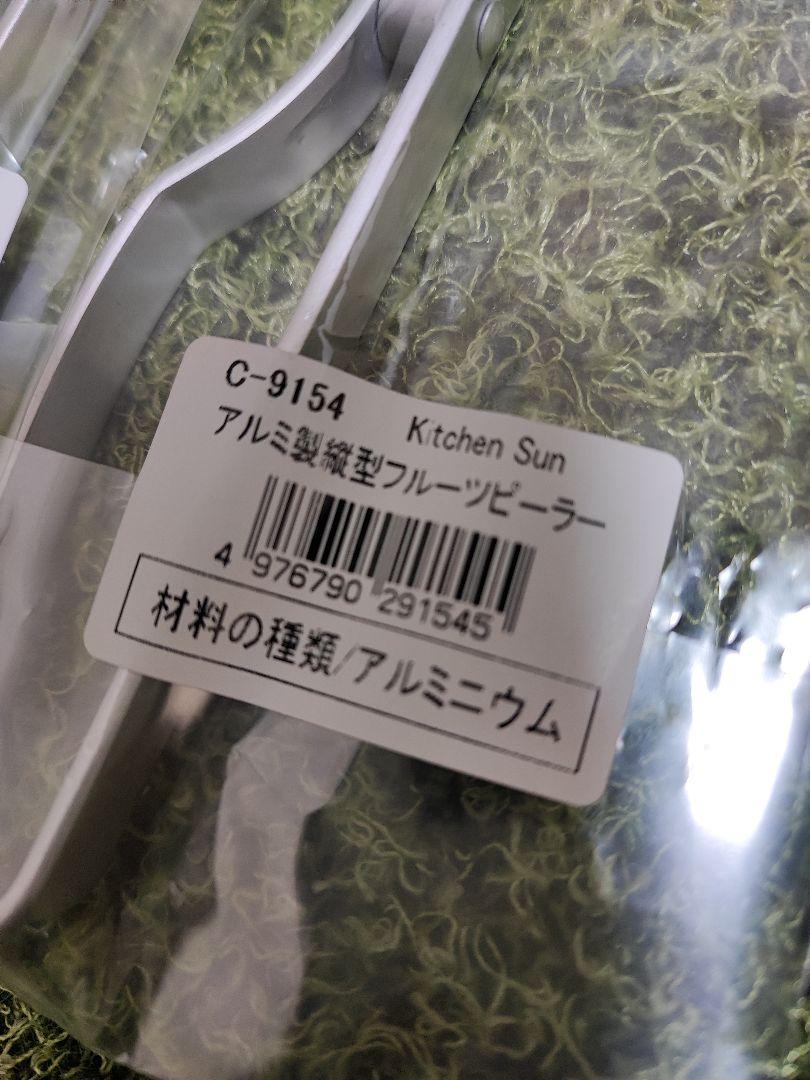 C-9154
Kitchen Sun
アルミ製縦型フルーツピーラー
4 976790 291545
材料の種類/アルミニウム